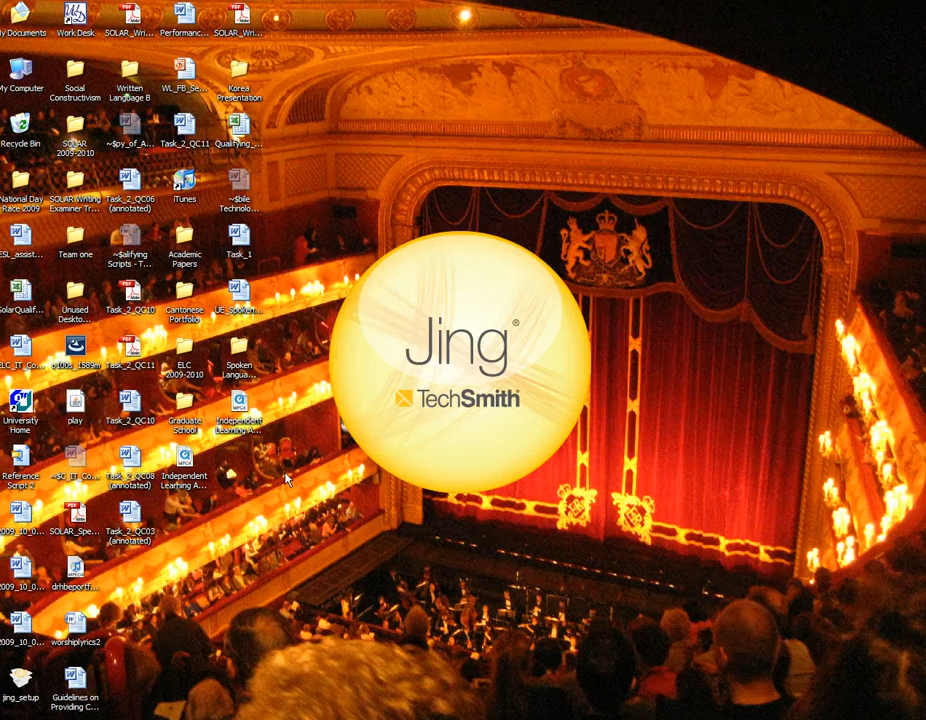 My Documents
Work Desk
SOLAR_Wri...
Performanc...
SOLAR_Wri...
My Computer
Social
Constructivism
Written
Language B
WL_FB_Se...
Korea
Presentation
Recycle Bin
SOLAR
2009-2010
~$py_of_A...
Task_2_QC11
Qualifying_...
National Day
Race 2009
SOLAR Writing
Examiner Tr...
Task_2_QC06
(annotated)
iTunes
~$bile
Technolo...
ESL_assist...
Team one
~$alifying
Scripts - T...
Academic
Papers
Task_1
SolarQualif...
Unused
Deskto...
Task_2_QC10
Cantonese
Portfolio
UE_Spoken...
ELC_IT_Co...
Task_2_QC11
ELC
2009-2010
Spoken
Langua...
University
Home
play
Task_2_QC10
Graduate
School
Independent
Learning A...
Reference
Script 2
~$C_IT_Co...
Task_2_QC08
(annotated)
Independent
Learning A...
2009_10_0...
SOLAR_Spe...
Task_2_QC03
(annotated)
2009_10_0...
drhbeportf...
2009_10_0...
worshiplyrics2
jing_setup
Guidelines on
Providing C...
Jing®
TechSmith